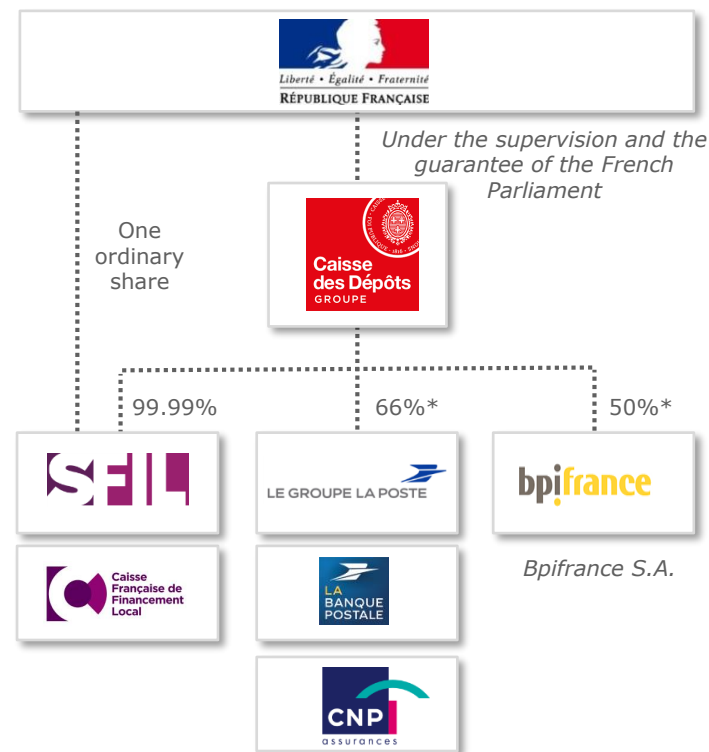 Liberté • Égalité • Fraternité
RÉPUBLIQUE FRANÇAISE
Under the supervision and the
guarantee of the French
Parliament
One
ordinary
share
Caisse
des Dépôts
GROUPE
99.99%
66%*
50%*
SFIL
LE GROUPE LA POSTE
bpifrance
Caisse
Française de
Financement
Local
LA
BANQUE
POSTALE
Bpifrance S.A.
CNP
assurances